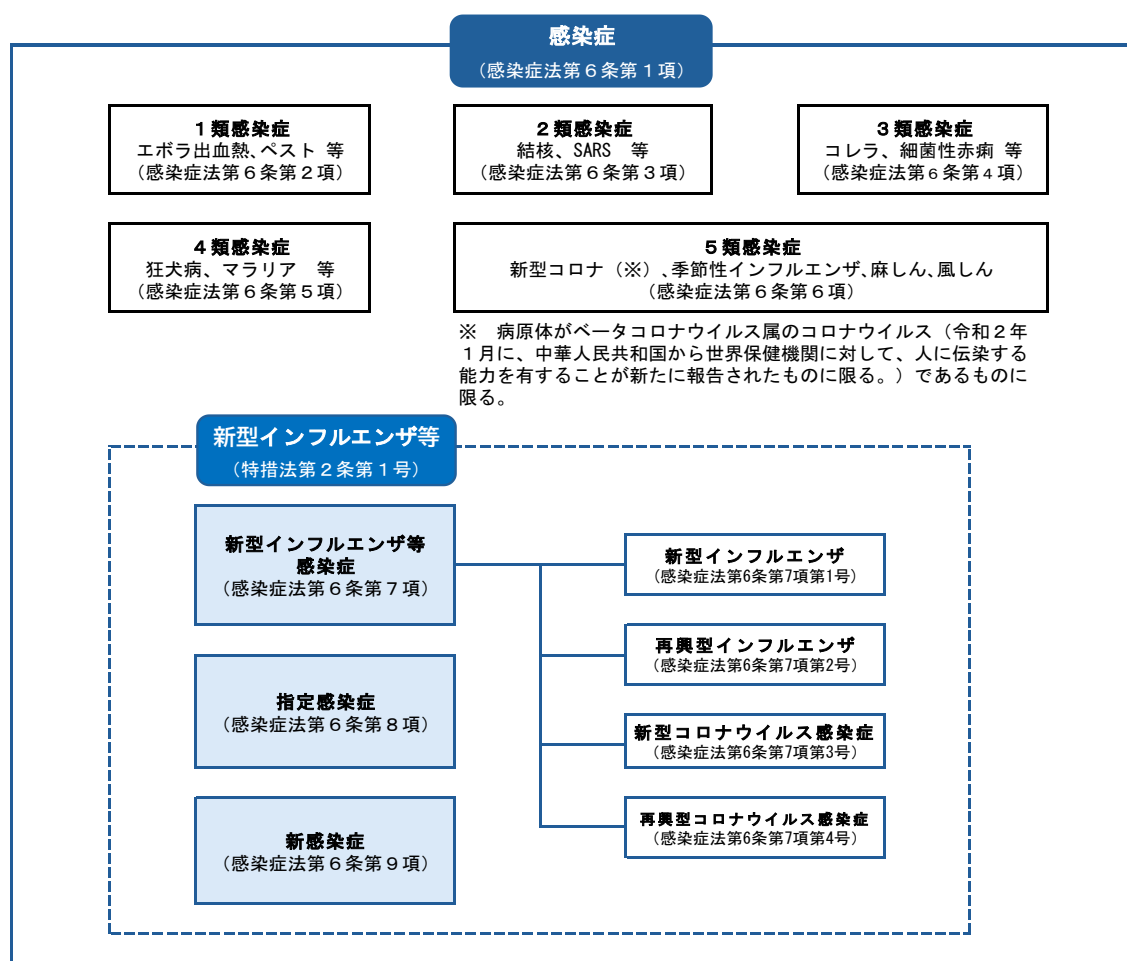 感染症
(感染症法第６条第１項)
１類感染症
エボラ出血熱、ペスト 等
(感染症法第６条第２項)
２類感染症
結核、SARS 等
(感染症法第６条第３項)
３類感染症
コレラ、細菌性赤痢 等
(感染症法第６条第４項)
４類感染症
狂犬病、マラリア 等
(感染症法第６条第５項)
５類感染症
新型コロナ（※）、季節性インフルエンザ、麻しん、風しん
(感染症法第６条第６項)
※　病原体がベータコロナウイルス属のコロナウイルス（令和２年
１月に、中華人民共和国から世界保健機関に対して、人に伝染する
能力を有することが新たに報告されたものに限る。）であるものに
限る。
新型インフルエンザ等
(特措法第２条第１号)
新型インフルエンザ等
感染症
(感染症法第６条第７項)
指定感染症
(感染症法第６条第８項)
新感染症
(感染症法第６条第９項)
新型インフルエンザ
(感染症法第6条第7項第1号)
再興型インフルエンザ
(感染症法第6条第7項第2号)
新型コロナウイルス感染症
(感染症法第6条第7項第3号)
再興型コロナウイルス感染症
(感染症法第6条第7項第4号)